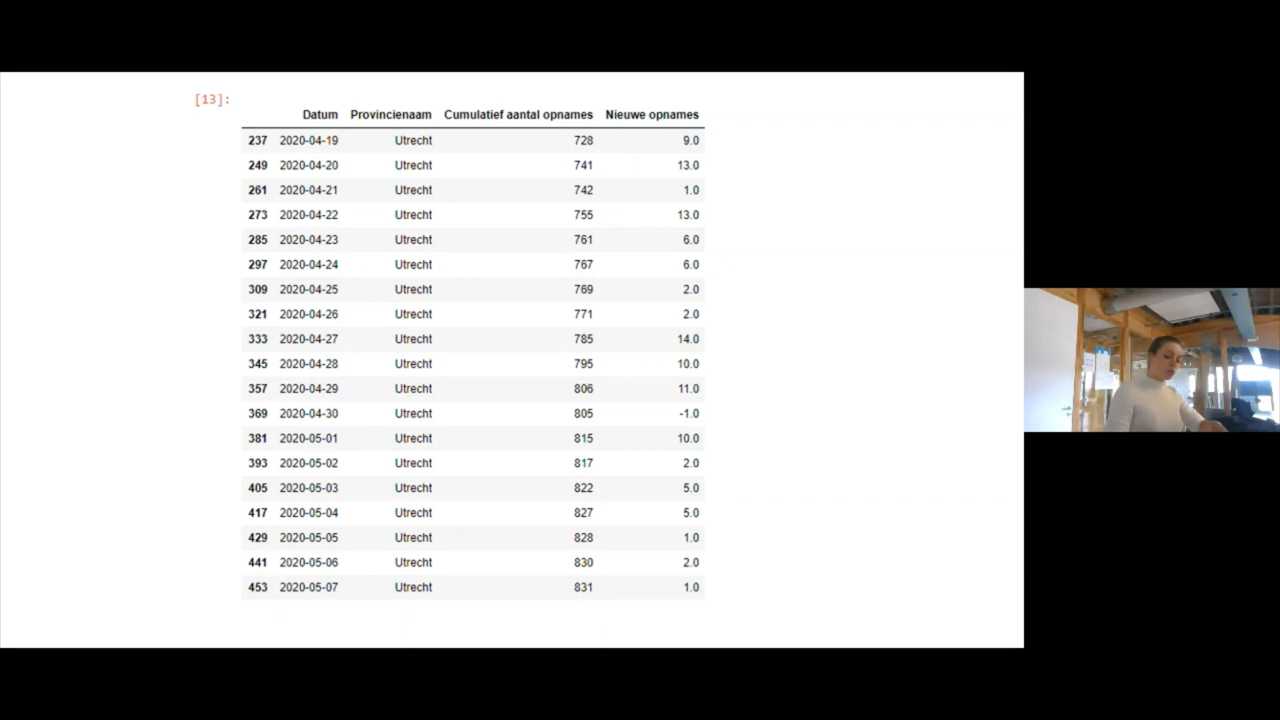 [13]:
Datum Provincienaam Cumulatief aantal opnames Nieuwe opnames
237 2020-04-19 Utrecht 728 9.0
249 2020-04-20 Utrecht 741 13.0
261 2020-04-21 Utrecht 742 1.0
273 2020-04-22 Utrecht 755 13.0
285 2020-04-23 Utrecht 761 6.0
297 2020-04-24 Utrecht 767 6.0
309 2020-04-25 Utrecht 769 2.0
321 2020-04-26 Utrecht 771 2.0
333 2020-04-27 Utrecht 785 14.0
345 2020-04-28 Utrecht 795 10.0
357 2020-04-29 Utrecht 806 11.0
369 2020-04-30 Utrecht 805 -1.0
381 2020-05-01 Utrecht 815 10.0
393 2020-05-02 Utrecht 817 2.0
405 2020-05-03 Utrecht 822 5.0
417 2020-05-04 Utrecht 827 5.0
429 2020-05-05 Utrecht 828 1.0
441 2020-05-06 Utrecht 830 2.0
453 2020-05-07 Utrecht 831 1.0